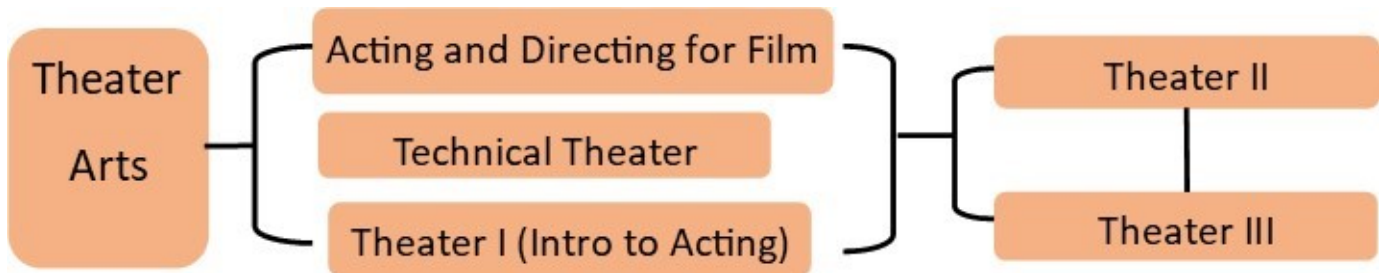 Theater
Arts
Acting and Directing for Film
Technical Theater
Theater I (Intro to Acting)
Theater II
Theater III